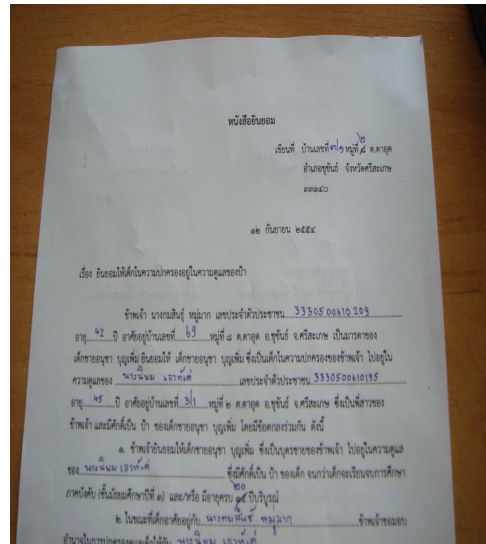 หนังสือยินยอม
เขียนที่ บ้านเลขที่ ๓/๑ หมู่ที่ ๒ ต.ตาอุด
อำเภอขุขันธ์ จังหวัดศรีสะเกษ
๓๓๑๔๐
๑๒ กันยายน ๒๕๕๔
เรื่อง ยินยอมให้เด็กในความปกครองอยู่ในความดูแลของป้า
ข้าพเจ้า นางกมสินธุ์ หมู่มาก เลขประจำตัวประชาชน 3330500610209
อายุ 42 ปี อาศัยอยู่บ้านเลขที่ 69 หมู่ที่ ๘ ต.ตาอุด อ.ขุขันธ์ จ.ศรีสะเกษ เป็นมารดาของ
เด็กชายอนุชา บุญเพิ่ม ยินยอมให้ เด็กชายอนุชา บุญเพิ่ม ซึ่งเป็นเด็กในความปกครองของข้าพเจ้า ไปอยู่ใน
ความดูแลของ นางนิยม เลขประจำตัวประชาชน 3330500610195
อายุ 45 ปี อาศัยอยู่บ้านเลขที่ 3/1 หมู่ที่ ๒ ต.ตาอุด อ.ขุขันธ์ จ.ศรีสะเกษ ซึ่งเป็นพี่สาวของ
ข้าพเจ้า และมีศักดิ์เป็น ป้า ของเด็กชายอนุชา บุญเพิ่ม โดยมีข้อตกลงร่วมกัน ดังนี้
๑. ข้าพเจ้ายินยอมให้เด็กชายอนุชา บุญเพิ่ม ซึ่งเป็นบุตรชายของข้าพเจ้า ไปอยู่ในความดูแล
ของ นางนิยม ซึ่งมีศักดิ์เป็น ป้า ของเด็ก จนกว่าเด็กจะเรียนจบการศึกษา
ภาคบังคับ (ชั้นมัธยมศึกษาปีที่ ๓) และ/หรือ มีอายุครบ 20 ปีบริบูรณ์
๒. ในขณะที่เด็กอาศัยอยู่กับ หมู่มาก ข้าพเจ้าขอมอบ
อำนาจในการปกครองดูแลเด็กให้กับ นางนิยม